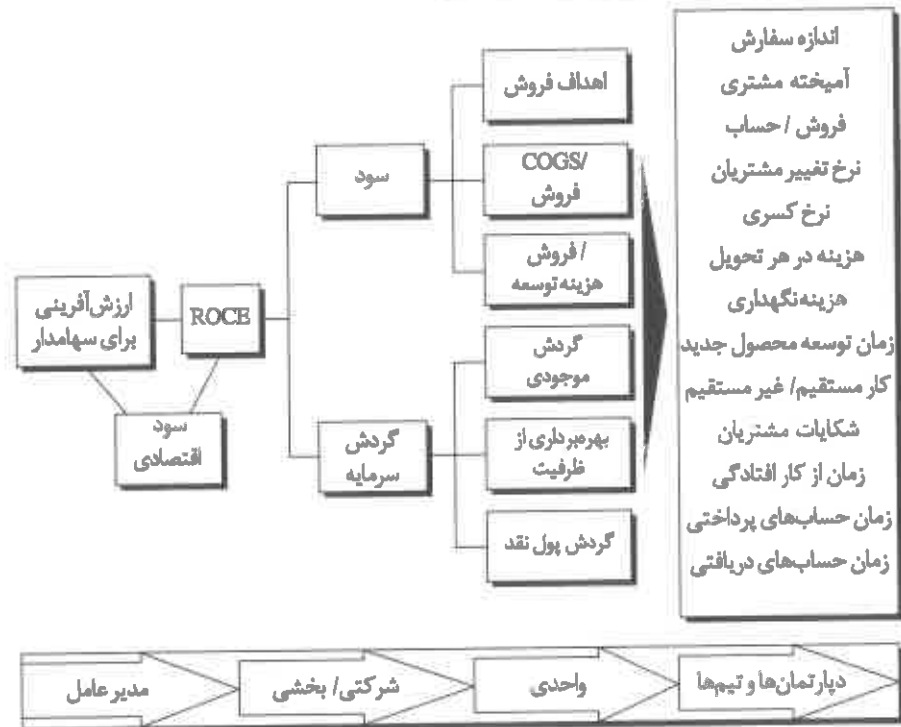 ارزش‌آفرینی
برای سهامدار
ROCE
سود
اقتصادی
سود
گردش
سرمایه
اهداف فروش
COGS/
فروش
فروش /
هزینه توسعه
گردش
موجودی
بهره‌برداری از
ظرفیت
گردش پول نقد
اندازه سفارش
آمیخته مشتری
فروش / حساب
نرخ تغییر مشتریان
نرخ کسری
هزینه در هر تحویل
هزینه‌نگهداری
زمان توسعه محصول جدید
کار مستقیم/ غیر مستقیم
شکایات مشتریان
زمان از کار افتادگی
زمان حساب‌های پرداختی
زمان حساب‌های دریافتی
مدیر عامل
شرکتی/ بخشی
واحدی
دپارتمان‌ها و تیم‌ها